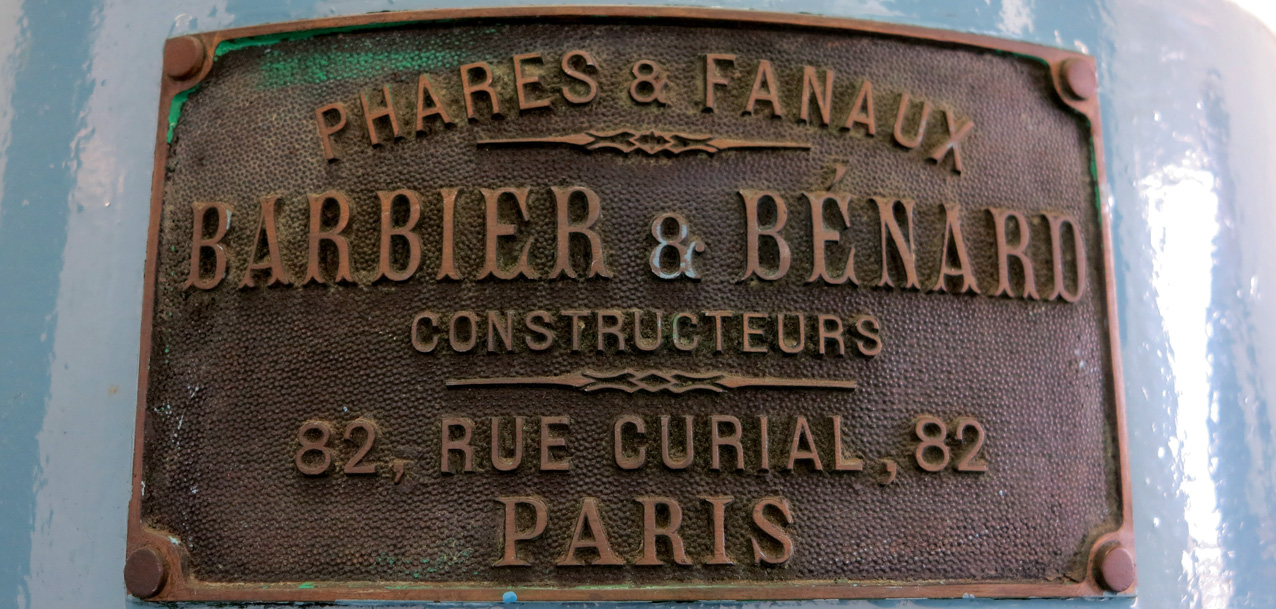 PHARES & FANAUX
BARBIER & BÉNARD
CONSTRUCTEURS
82, RUE CURIAL, 82
PARIS